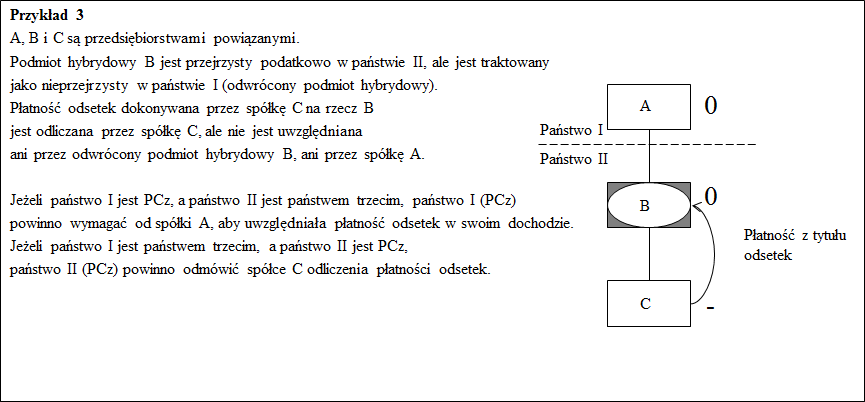 Przykład 3
A, B i C są przedsiębiorstwami powiązanymi.
Podmiot hybrydowy B jest przejrzysty podatkowo w państwie II, ale jest traktowany
jako nieprzejrzysty w państwie I (odwrócony podmiot hybrydowy).
Płatność odsetek dokonywana przez spółkę C na rzecz B
jest odliczana przez spółkę C, ale nie jest uwzględniana
ani przez odwrócony podmiot hybrydowy B, ani przez spółkę A.
Jeżeli państwo I jest PCz, a państwo II jest państwem trzecim, państwo I (PCz)
powinno wymagać od spółki A, aby uwzględniała płatność odsetek w swoim dochodzie.
Jeżeli państwo I jest państwem trzecim, a państwo II jest PCz,
państwo II (PCz) powinno odmówić spółce C odliczenia płatności odsetek.
A
0
Państwo I
Państwo II
B
0
Płatność z tytułu
odsetek
C
-